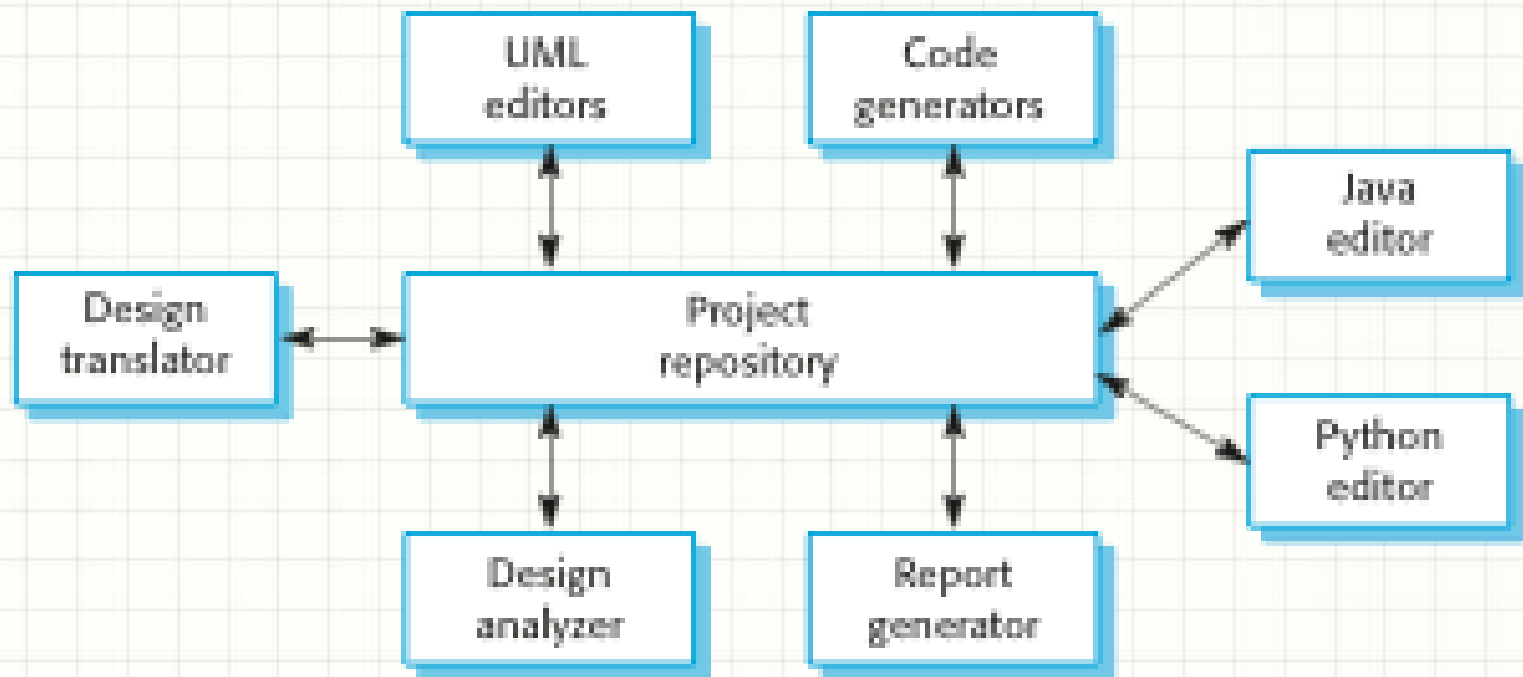 UML
editors
Code
generators
Java
editor
Design
translator
Project
repository
Python
editor
Design
analyzer
Report
generator